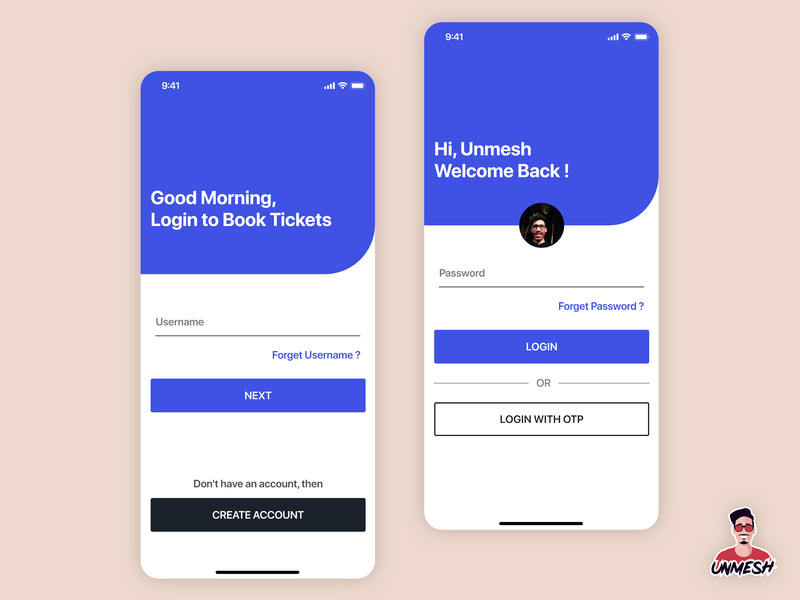 9:41
Good Morning,
Login to Book Tickets
Username
Forget Username ?
NEXT
Don't have an account, then
CREATE ACCOUNT
9:41
Hi, Unmesh
Welcome Back !
Password
Forget Password ?
LOGIN
OR
LOGIN WITH OTP
UNMESH